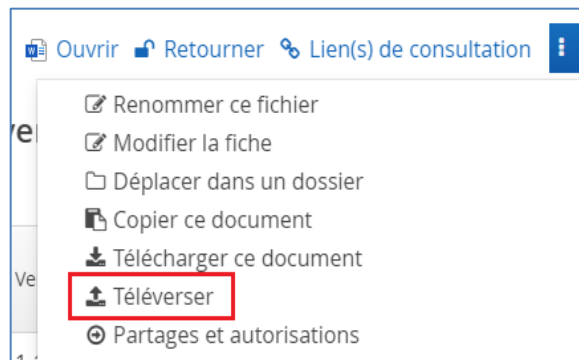 Ouvrir Retourner Lien(s) de consultation
Renommer ce fichier
Modifier la fiche
Déplacer dans un dossier
Copier ce document
Télécharger ce document
Ve
Téléverser
Partages et autorisations